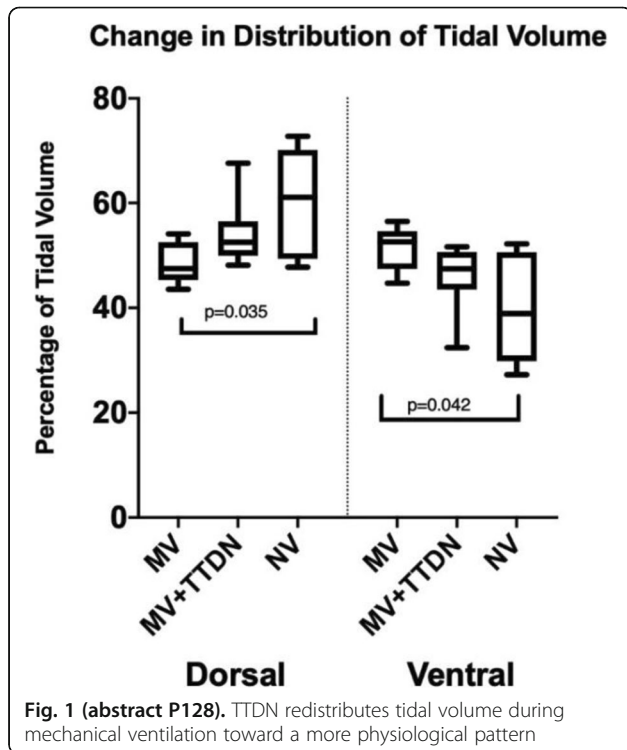 Change in Distribution of Tidal Volume
Percentage of Tidal Volume
80
60
40
20
0
p=0.035
p=0.042
MV
MV+TTDN
NV
MV
MV+TTDN
NV
Dorsal
Ventral
Fig. 1 (abstract P128). TTDN redistributes tidal volume during
mechanical ventilation toward a more physiological pattern